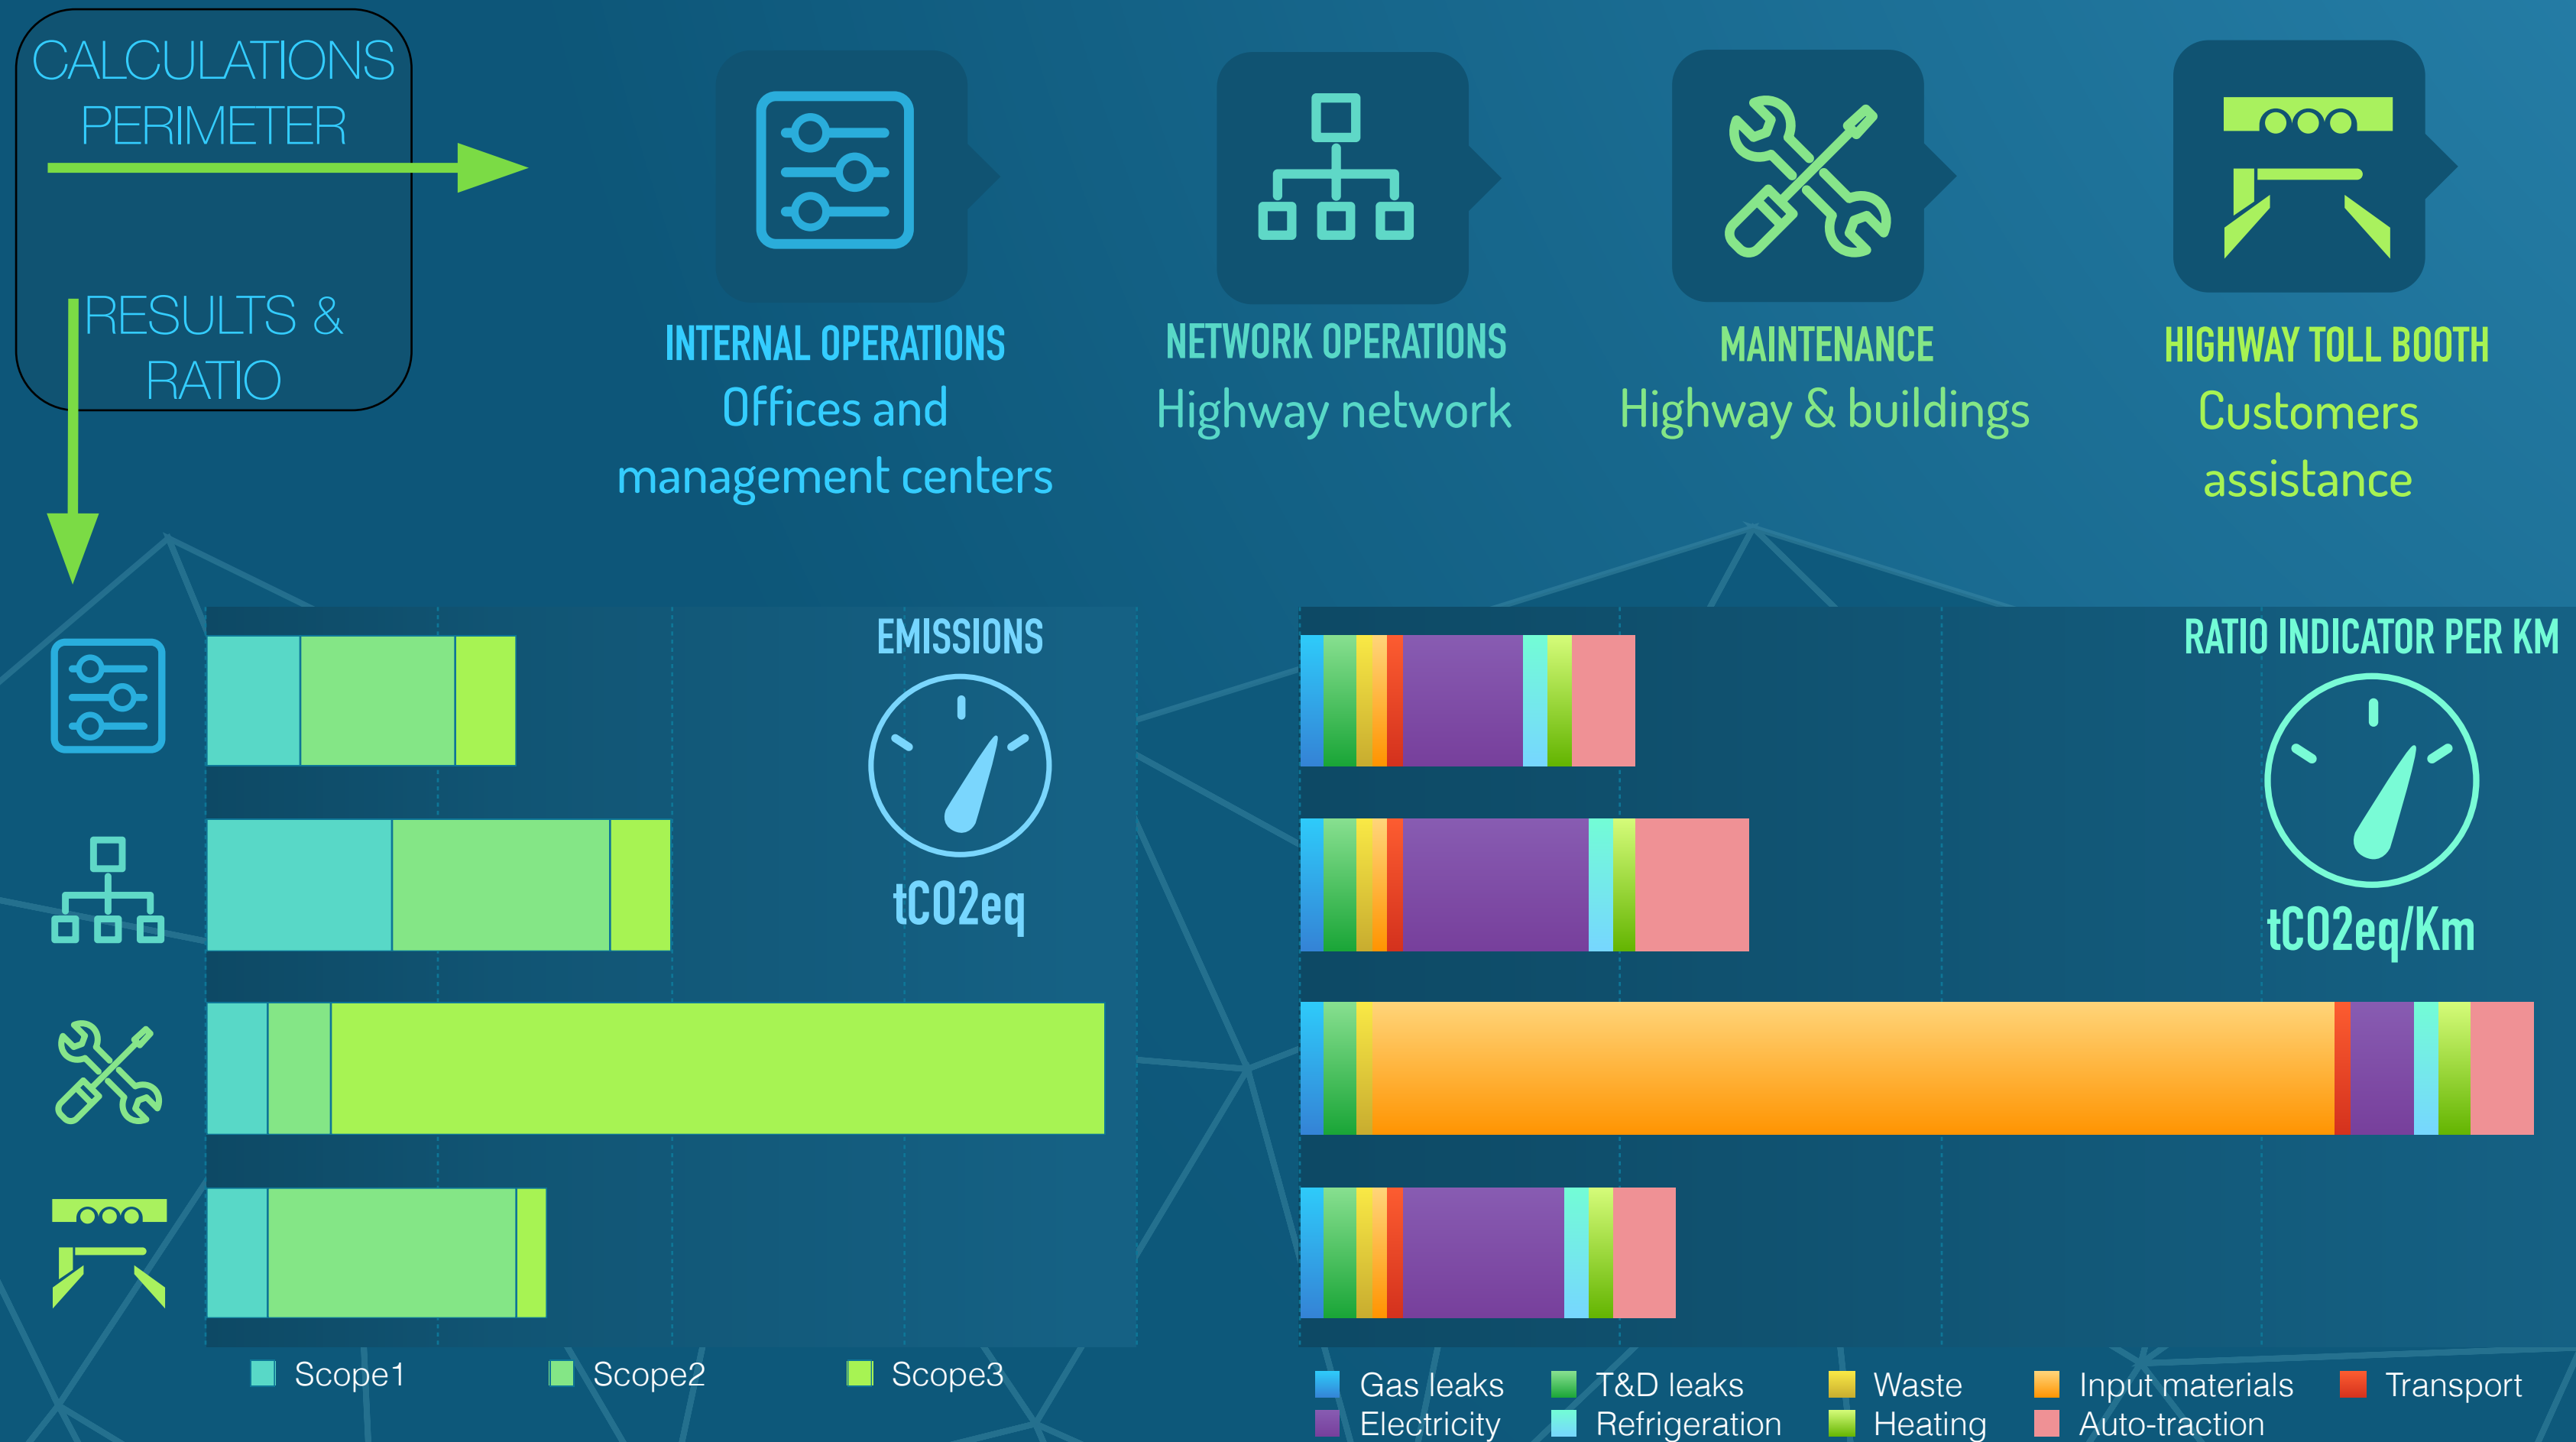 CALCULATIONS
PERIMETER
RESULTS &
RATIO
INTERNAL OPERATIONS
Offices and
management centers
NETWORK OPERATIONS
Highway network
MAINTENANCE
Highway & buildings
HIGHWAY TOLL BOOTH
Customers
assistance
EMISSIONS
tCO2eq
Scope1 Scope2 Scope3
RATIO INDICATOR PER KM
tCO2eq/Km
Gas leaks T&D leaks Waste Input materials Transport
Electricity Refrigeration Heating Auto-traction